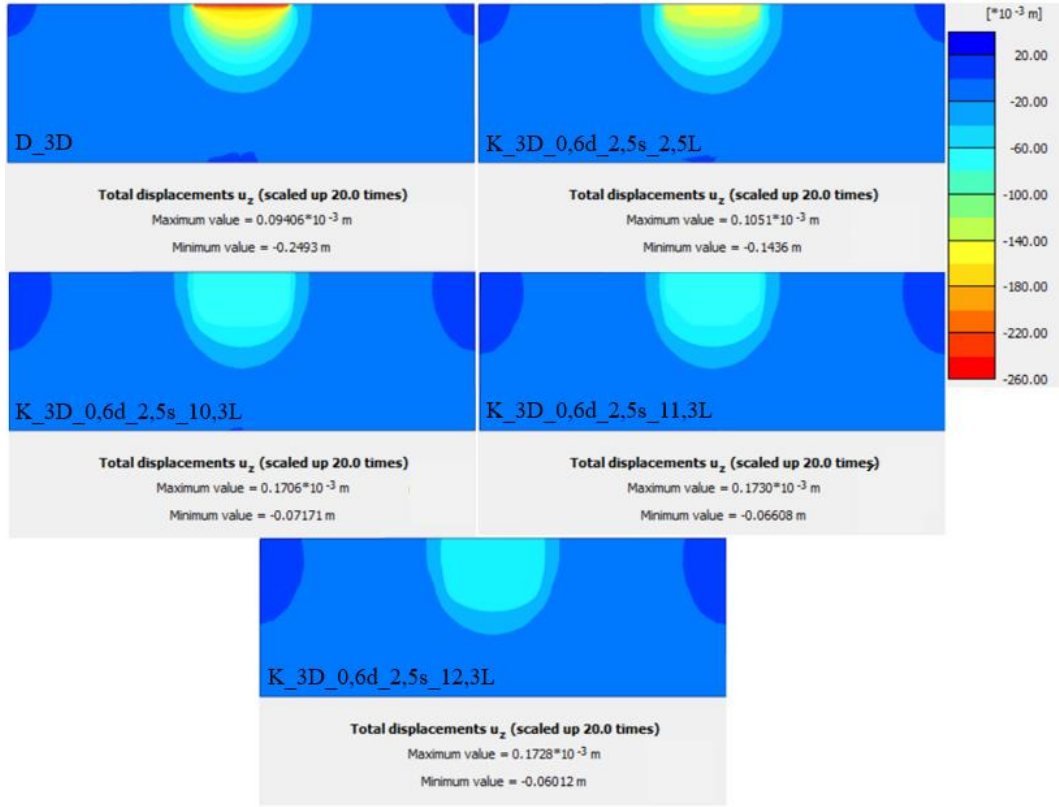 [*10⁻³ m]
20.00
-20.00
-60.00
-100.00
-140.00
-180.00
-220.00
-260.00
D_3D
Total displacements u_z (scaled up 20.0 times)
Maximum value = 0.09406*10⁻³ m
Minimum value = -0.2493 m
K_3D_0,6d_2,5s_2,5L
Total displacements u_z (scaled up 20.0 times)
Maximum value = 0.1051*10⁻³ m
Minimum value = -0.1436 m
K_3D_0,6d_2,5s_10,3L
Total displacements u_z (scaled up 20.0 times)
Maximum value = 0.1706*10⁻³ m
Minimum value = -0.07171 m
K_3D_0,6d_2,5s_11,3L
Total displacements u_z (scaled up 20.0 times)
Maximum value = 0.1730*10⁻³ m
Minimum value = -0.06608 m
K_3D_0,6d_2,5s_12,3L
Total displacements u_z (scaled up 20.0 times)
Maximum value = 0.1728*10⁻³ m
Minimum value = -0.06012 m